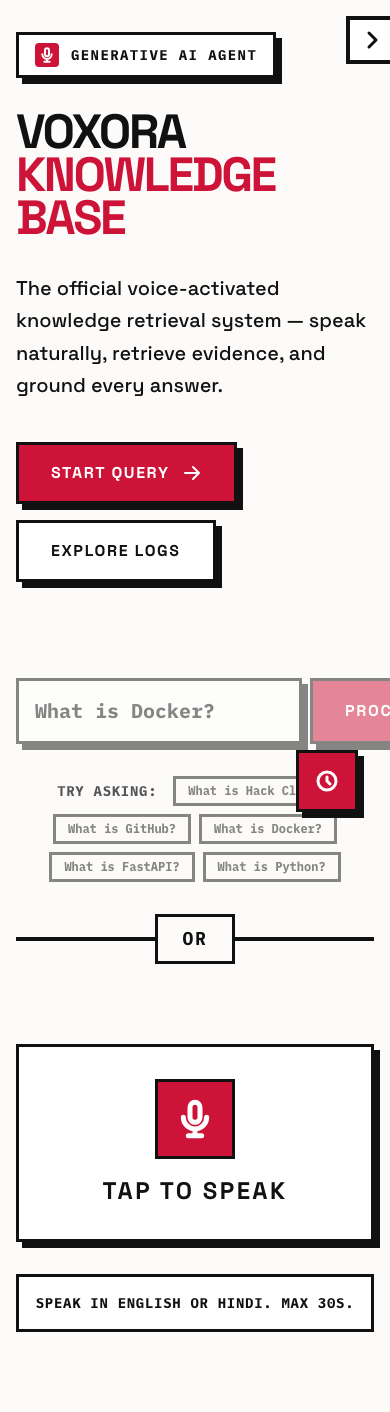 GENERATIVE AI AGENT
VOXORA
KNOWLEDGE
BASE
The official voice-activated
knowledge retrieval system — speak
naturally, retrieve evidence, and
ground every answer.
START QUERY
EXPLORE LOGS
What is Docker?
PROC
TRY ASKING:
What is Hack Cl
What is GitHub?
What is Docker?
What is FastAPI?
What is Python?
OR
TAP TO SPEAK
SPEAK IN ENGLISH OR HINDI. MAX 30S.